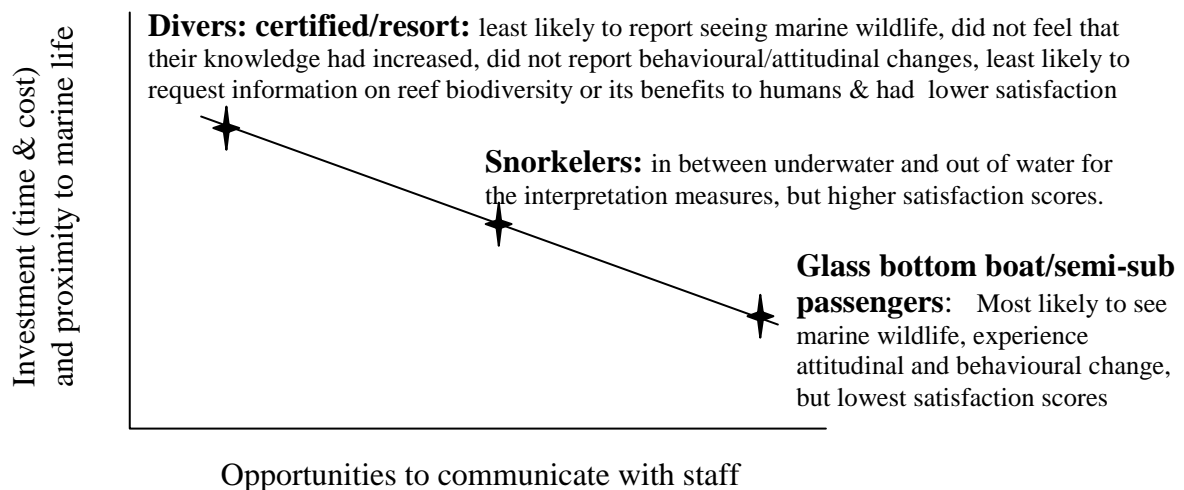 Divers: certified/resort: least likely to report seeing marine wildlife, did not feel that
their knowledge had increased, did not report behavioural/attitudinal changes, least likely to
request information on reef biodiversity or its benefits to humans & had lower satisfaction
Snorkelers: in between underwater and out of water for
the interpretation measures, but higher satisfaction scores.
Glass bottom boat/semi-sub
passengers: Most likely to see
marine wildlife, experience
attitudinal and behavioural change,
but lowest satisfaction scores
Investment (time & cost)
and proximity to marine life
Opportunities to communicate with staff